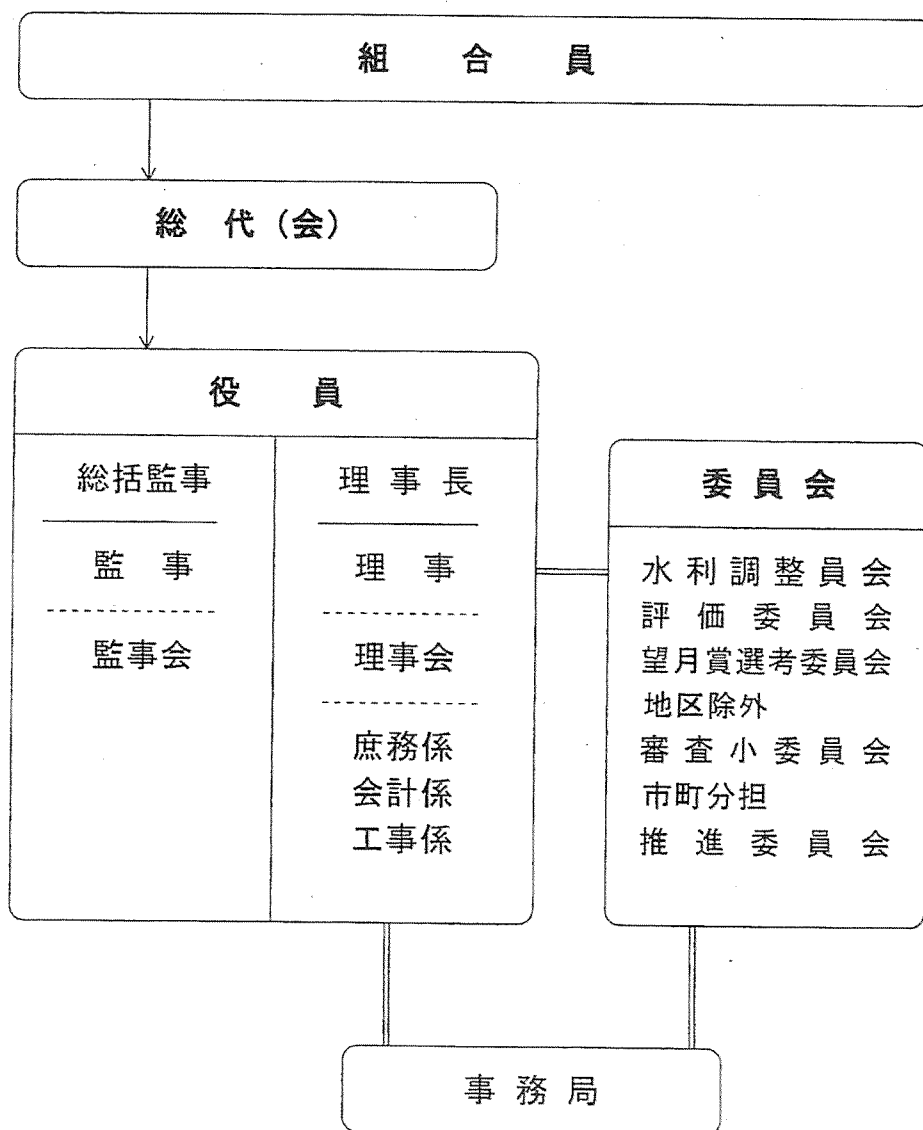 組合員
総代(会)
役員
総括監事
監事
監事会
理事長
理事
理事会
庶務係
会計係
工事係
委員会
水利調整員会
評価委員会
望月賞選考委員会
地区除外
審査小委員会
市町分担
推進委員会
事務局